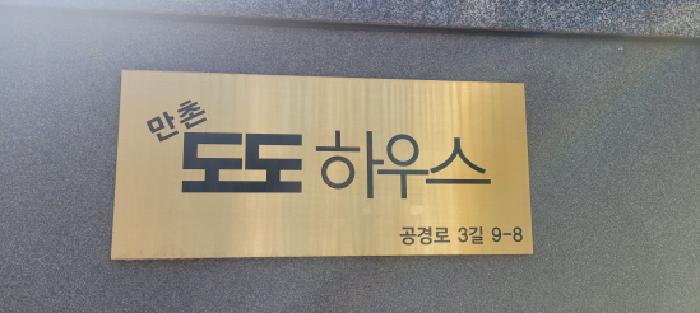 만촌
도도하우스
공경로 3길 9-8